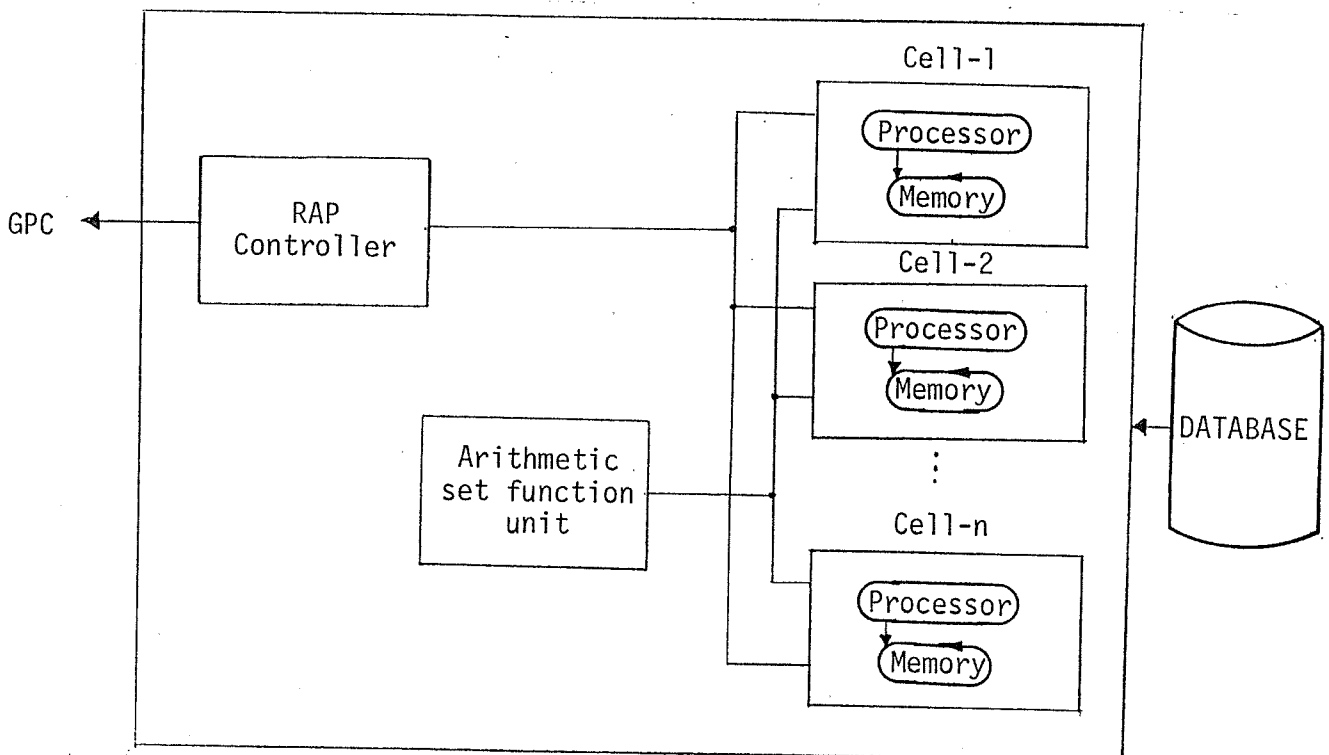 GPC
RAP
Controller
Arithmetic
set function
unit
Cell-1
Processor
Memory
Cell-2
Processor
Memory
Cell-n
Processor
Memory
DATABASE